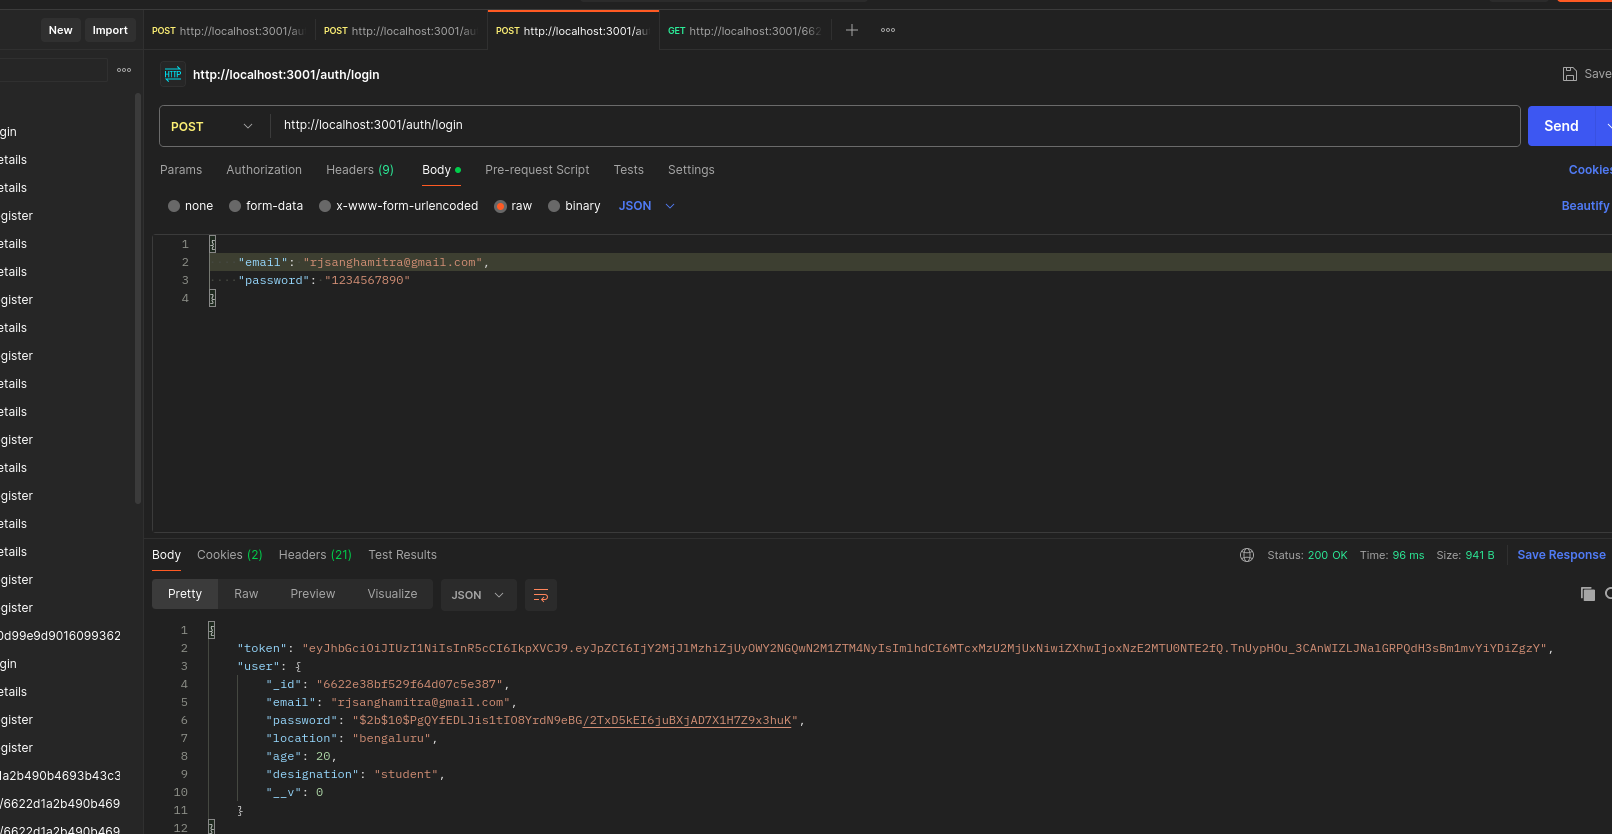 New Import POST http://localhost:3001/au POST http://localhost:3001/au POST http://localhost:3001/au GET http://localhost:3001/662
HTTP http://localhost:3001/auth/login Save
POST http://localhost:3001/auth/login Send
Params Authorization Headers (9) Body Pre-request Script Tests Settings Cookies
none form-data x-www-form-urlencoded raw binary JSON Beautify
1 {
2 "email": "rjsanghamitra@gmail.com",
3 "password": "1234567890"
4 }
gin
etails
etails
gister
etails
etails
gister
etails
gister
etails
etails
gister
etails
gister
etails
etails
gister
gister
0d99e9d9016099362
gin
etails
gister
gister
1a2b490b4693b43c3
/6622d1a2b490b469
/6622d1a2b490b469
Body Cookies (2) Headers (21) Test Results Status: 200 OK Time: 96 ms Size: 941 B Save Response
Pretty Raw Preview Visualize JSON
1 {
2 "token": "eyJhbGciOiJIUzI1NiIsInR5cCI6IkpXVCJ9.eyJpZCI6IjY2MjJlMzhiZjUyOWY2NGQwN2M1ZTM4NyIsImlhdCI6MTcxMzU2MjUxNiwiZXhwIjoxNzE2MTU0NTE2fQ.TnUypHOu_3CAnWIZLJNalGRPQdH3sBm1mvYiYDiZgzY",
3 "user": {
4 "_id": "6622e38bf529f64d07c5e387",
5 "email": "rjsanghamitra@gmail.com",
6 "password": "$2b$10$PgQYfEDLJis1tIO8YrdN9eBG/2TxD5kEI6juBXjAD7X1H7Z9x3huK",
7 "location": "bengaluru",
8 "age": 20,
9 "designation": "student",
10 "__v": 0
11 }
12 }